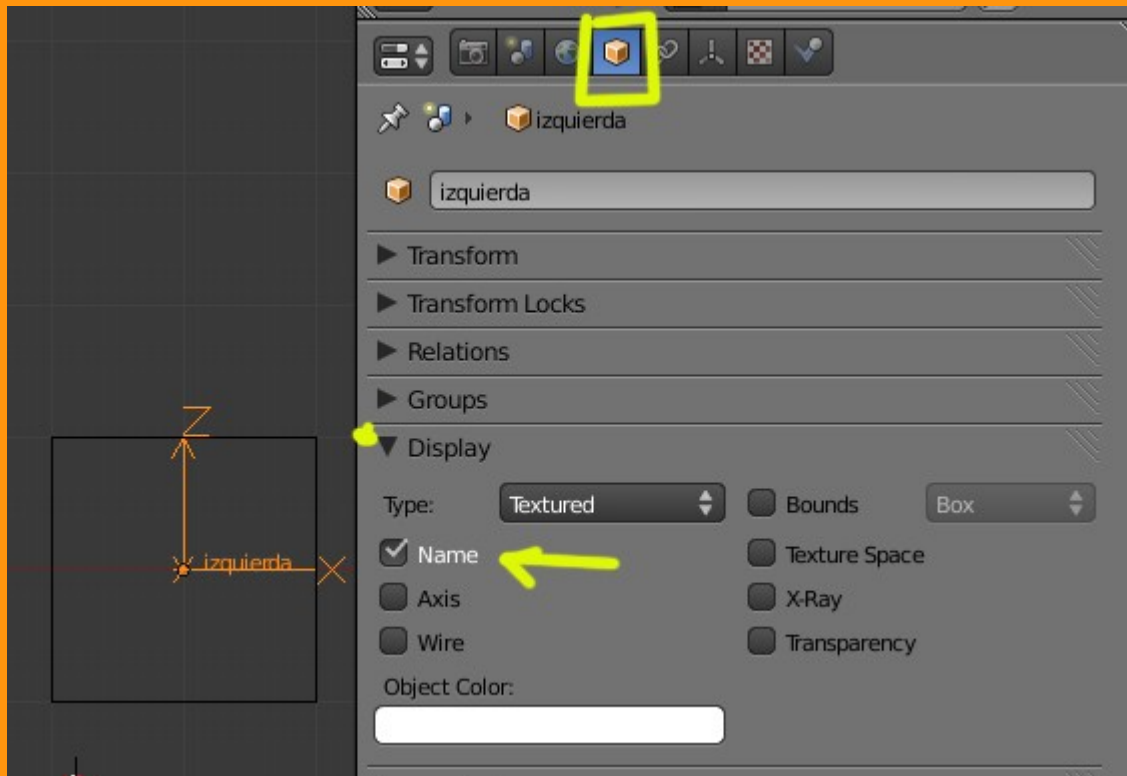 izquierda
izquierda
Transform
Transform Locks
Relations
Groups
Display
Type: Textured Bounds Box
Name Texture Space
Axis X-Ray
Wire Transparency
Object Color:
Z
izquierda X